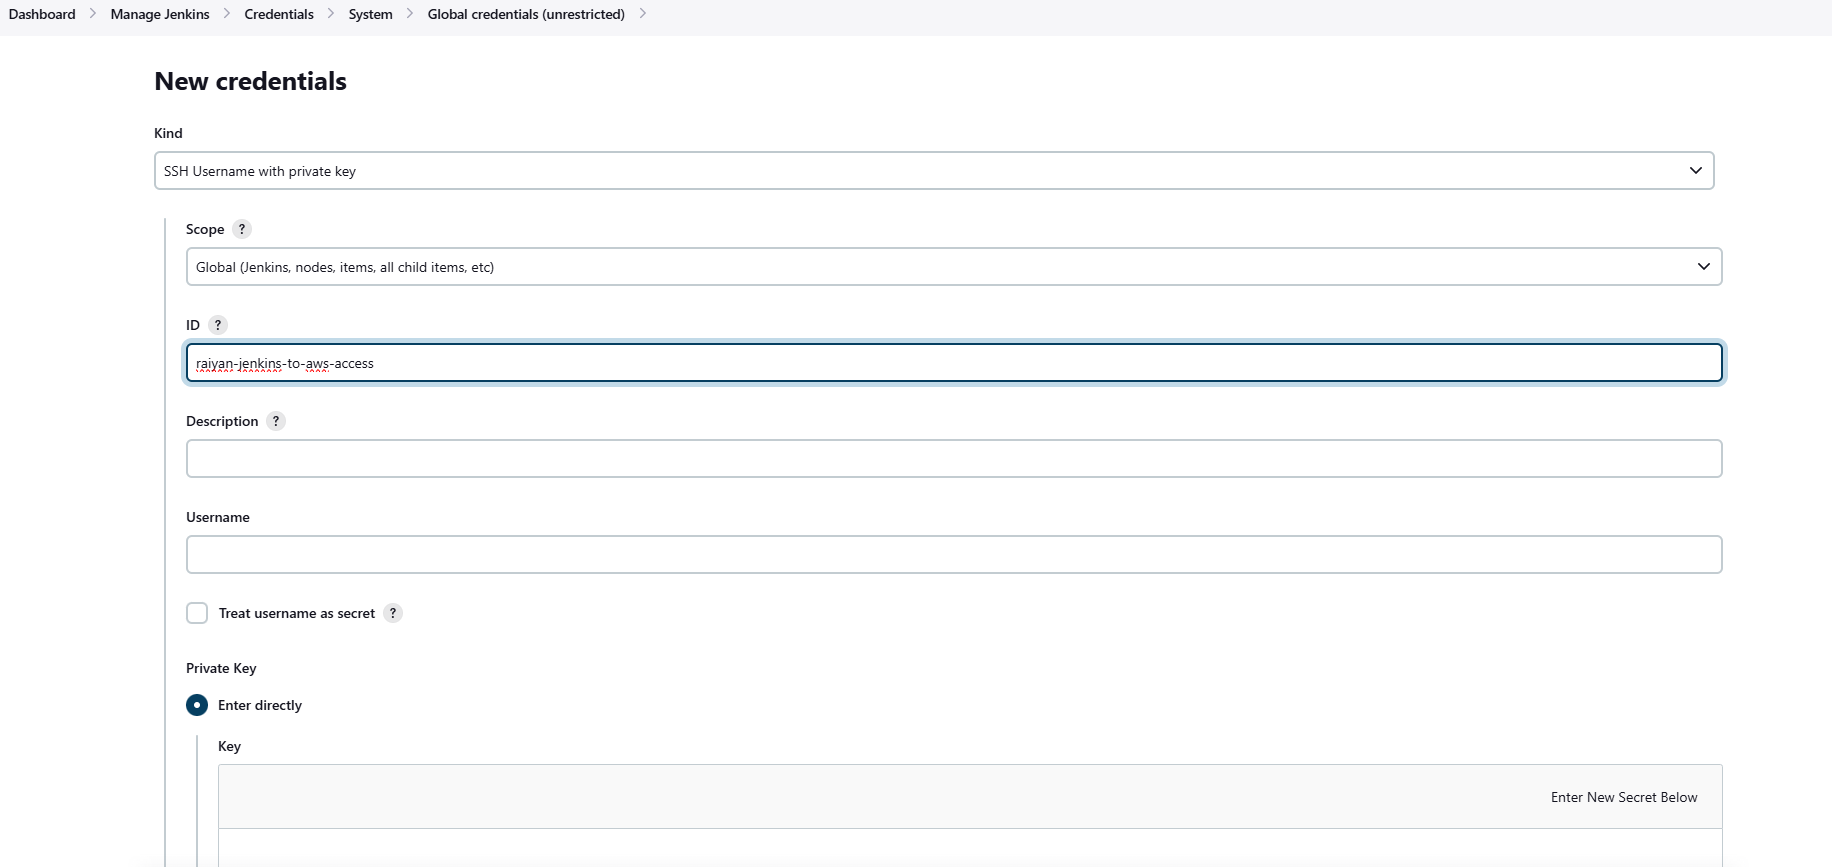 Dashboard > Manage Jenkins > Credentials > System > Global credentials (unrestricted) >
New credentials
Kind
SSH Username with private key
Scope ?
Global (Jenkins, nodes, items, all child items, etc)
ID ?
raiyan-jenkins-to-aws-access
Description ?
Username
Treat username as secret ?
Private Key
Enter directly
Key
Enter New Secret Below